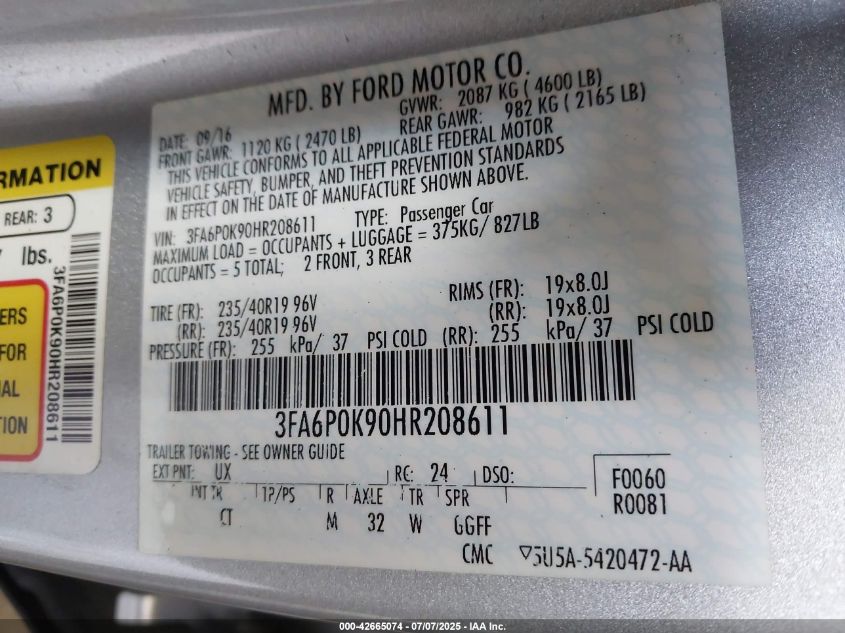 MFD. BY FORD MOTOR CO.
DATE: 09/16 GVWR: 2087 KG ( 4600 LB)
FRONT GAWR: 1120 KG ( 2470 LB) REAR GAWR: 982 KG ( 2165 LB)
THIS VEHICLE CONFORMS TO ALL APPLICABLE FEDERAL MOTOR
VEHICLE SAFETY, BUMPER, AND THEFT PREVENTION STANDARDS
IN EFFECT ON THE DATE OF MANUFACTURE SHOWN ABOVE.
VIN: 3FA6P0K90HR208611 TYPE: Passenger Car
MAXIMUM LOAD = OCCUPANTS + LUGGAGE = 375KG/ 827LB
OCCUPANTS = 5 TOTAL; 2 FRONT, 3 REAR
TIRE (FR): 235/40R19 96V RIMS (FR): 19x8.0J
(RR): 235/40R19 96V (RR): 19x8.0J
PRESSURE (FR): 255 kPa/ 37 PSI COLD (RR): 255 kPa/ 37 PSI COLD
3FA6P0K90HR208611
TRAILER TOWING - SEE OWNER GUIDE
EXT PNT: UX RC: 24 DSO: F0060
INT TR TP/PS R AXLE TR SPR R0081
CT M 32 W GGFF
CMC 5U5A-5420472-AA
RMATION
REAR: 3
lbs.
ERS
FOR
AL
ONS
3FA6P0K90HR208611
000-42665074 / 07/07/2025 - IAA Inc.